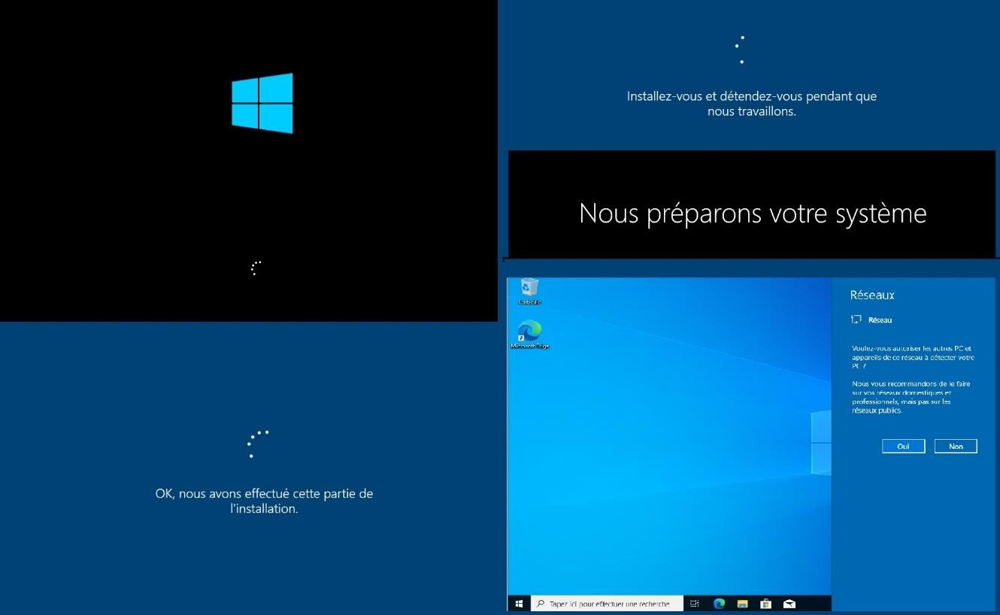 Installez-vous et détendez-vous pendant que
nous travaillons.
Nous préparons votre système
OK, nous avons effectué cette partie de
l'installation.
Corbeille
Microsoft Edge
Réseaux
Réseau
Voulez-vous autoriser les autres PC et
appareils de ce réseau à détecter votre
PC ?
Nous vous recommandons de le faire
sur vos réseaux domestiques et
professionnels, mais pas sur les
réseaux publics.
Oui
Non
Tapez ici pour effectuer une recherche